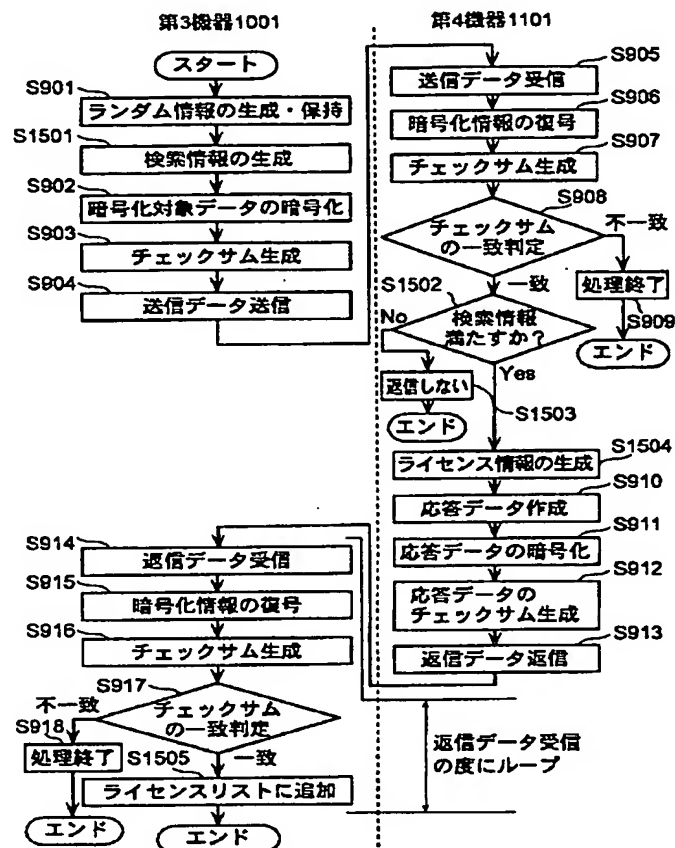 第3機器1001
スタート
S901
ランダム情報の生成・保持
S1501
検索情報の生成
S902
暗号化対象データの暗号化
S903
チェックサム生成
S904
送信データ送信
第4機器1101
S905
送信データ受信
S906
暗号化情報の復号
S907
チェックサム生成
S908
チェックサム
の一致判定
不一致
処理終了
S909
エンド
一致
S1502
検索情報
満たすか?
No
返信しない
S1503
エンド
Yes
S1504
ライセンス情報の生成
S910
応答データ作成
S911
応答データの暗号化
S912
応答データの
チェックサム生成
S913
返信データ返信
S914
返信データ受信
S915
暗号化情報の復号
S916
チェックサム生成
S917
チェックサム
の一致判定
不一致
S918
処理終了
エンド
一致
S1505
ライセンスリストに追加
エンド
返信データ受信
の度にループ